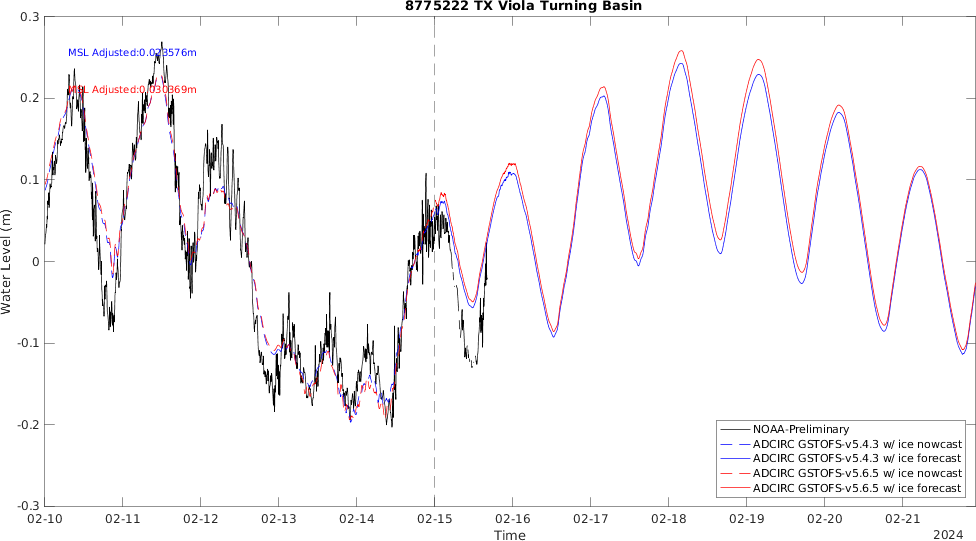 8775222 TX Viola Turning Basin
MSL Adjusted:0.023576m
MSL Adjusted:0.030369m
Water Level (m)
0.3
0.2
0.1
0
-0.1
-0.2
-0.3
NOAA-Preliminary
ADCIRC GSTOFS-v5.4.3 w/ ice nowcast
ADCIRC GSTOFS-v5.4.3 w/ ice forecast
ADCIRC GSTOFS-v5.6.5 w/ ice nowcast
ADCIRC GSTOFS-v5.6.5 w/ ice forecast
02-10 02-11 02-12 02-13 02-14 02-15 02-16 02-17 02-18 02-19 02-20 02-21
Time
2024